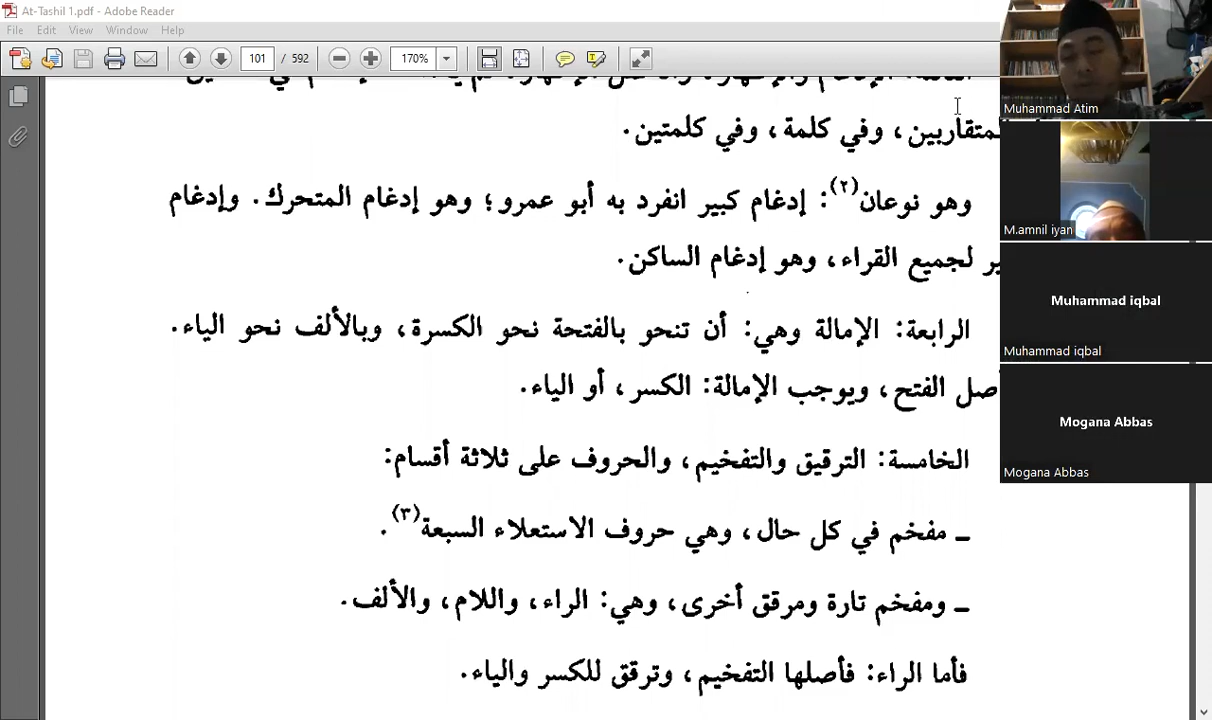 At-Tashil 1.pdf - Adobe Reader
File Edit View Window Help
101 / 592 170%
المتقاربين، وفي كلمة، وفي كلمتين.
وهو نوعان(٢): إدغام كبير انفرد به أبو عمرو؛ وهو إدغام المتحرك. وإدغام
لجميع القراء، وهو إدغام الساكن.
الرابعة: الإمالة وهي: أن تنحو بالفتحة نحو الكسرة، وبالألف نحو الياء.
الفتح، ويوجب الإمالة: الكسر، أو الياء.
الخامسة: الترقيق والتفخيم، والحروف على ثلاثة أقسام:
ـ مفخم في كل حال، وهي حروف الاستعلاء السبعة(٣).
ـ ومفخم تارة ومرقق أخرى، وهي: الراء، واللام، والألف.
فأما الراء: فأصلها التفخيم، وترقق للكسر والياء.
Muhammad Atim
M.amnil iyan
Muhammad iqbal
Muhammad iqbal
Mogana Abbas
Mogana Abbas